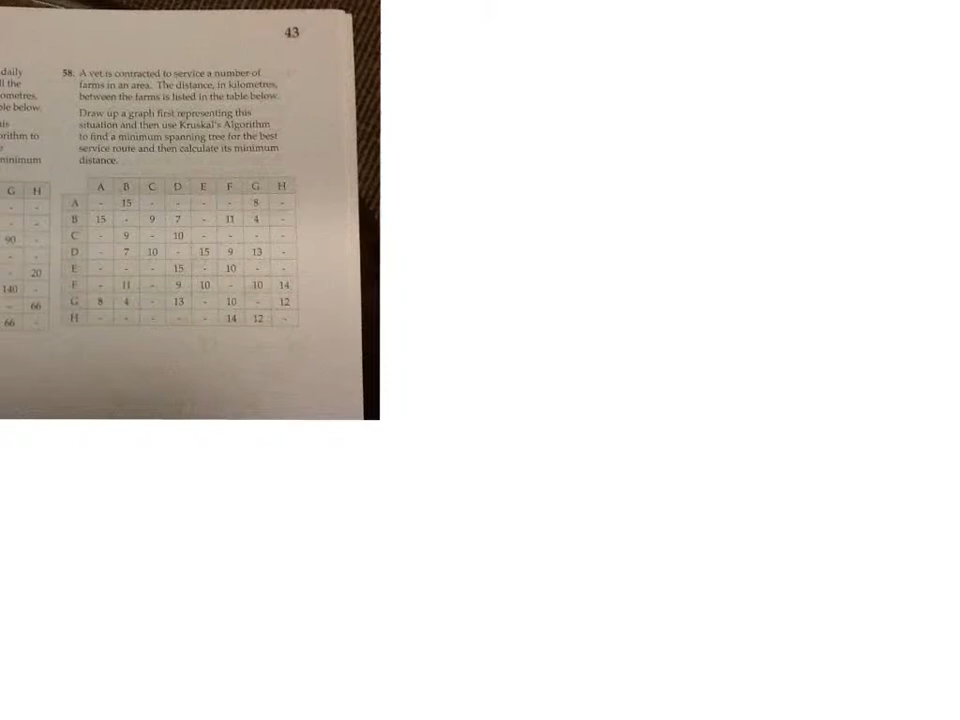 43
daily
ll the
ometres,
ble below.
rithm to
minimum
G H
- -
- -
90 -
- -
- 20
140 -
- 66
66 -
58. A vet is contracted to service a number of
farms in an area. The distance, in kilometres,
between the farms is listed in the table below.
Draw up a graph first representing this
situation and then use Kruskal's Algorithm
to find a minimum spanning tree for the best
service route and then calculate its minimum
distance.
A B C D E F G H
A - 15 - - - - 8 -
B 15 - 9 7 - 11 4 -
C - 9 - 10 - - - -
D - 7 10 - 15 9 13 -
E - - - 15 - 10 - -
F - 11 - 9 10 - 10 14
G 8 4 - 13 - 10 - 12
H - - - - - 14 12 -